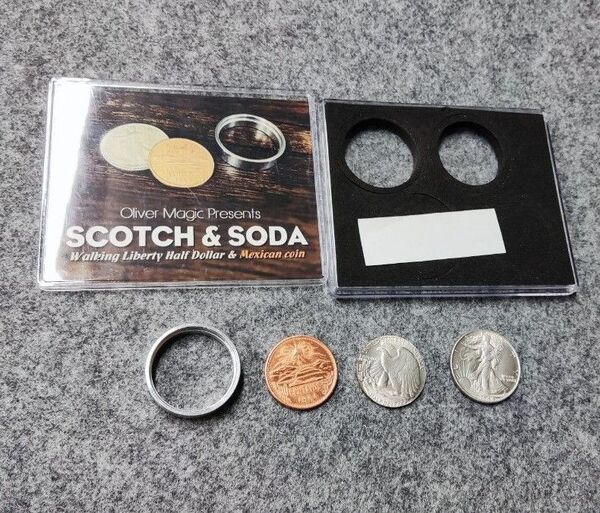 Oliver Magic Presents
SCOTCH & SODA
Walking Liberty Half Dollar & Mexican coin